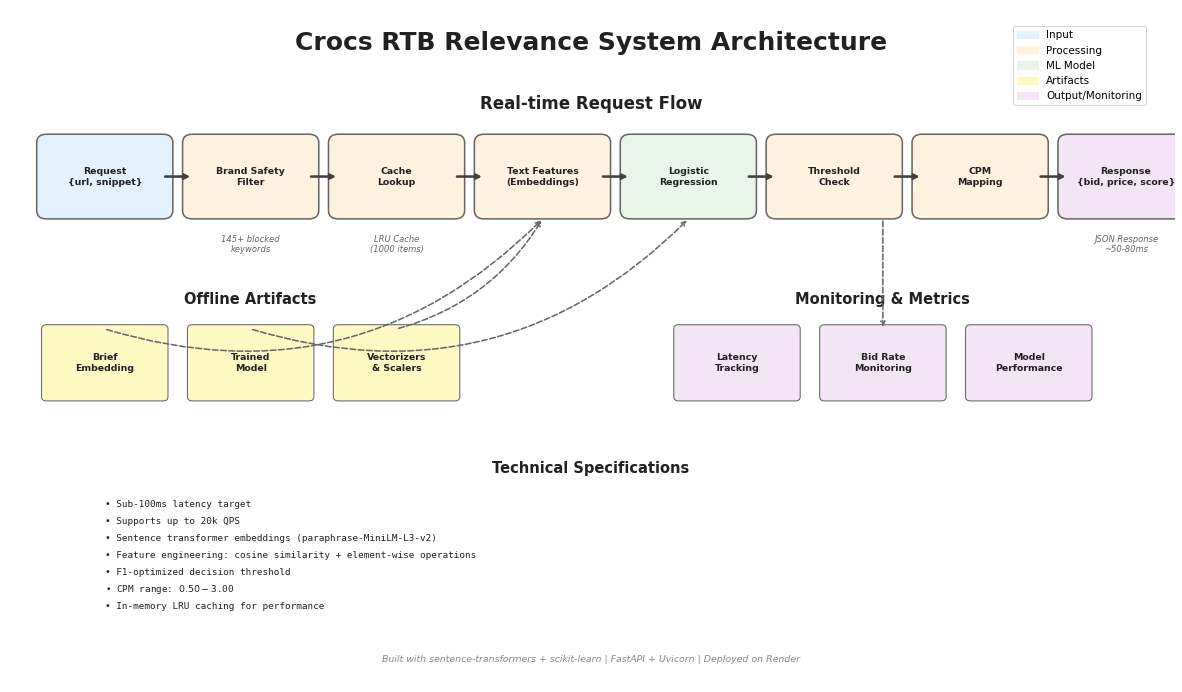 Crocs RTB Relevance System Architecture
Input
Processing
ML Model
Artifacts
Output/Monitoring
Real-time Request Flow
Request
{url, snippet}
Brand Safety
Filter
Cache
Lookup
Text Features
(Embeddings)
Logistic
Regression
Threshold
Check
CPM
Mapping
Response
{bid, price, score}
145+ blocked
keywords
LRU Cache
(1000 items)
JSON Response
~50-80ms
Offline Artifacts
Monitoring & Metrics
Brief
Embedding
Trained
Model
Vectorizers
& Scalers
Latency
Tracking
Bid Rate
Monitoring
Model
Performance
Technical Specifications
• Sub-100ms latency target
• Supports up to 20k QPS
• Sentence transformer embeddings (paraphrase-MiniLM-L3-v2)
• Feature engineering: cosine similarity + element-wise operations
• F1-optimized decision threshold
• CPM range: 0.50 − 3.00
• In-memory LRU caching for performance
Built with sentence-transformers + scikit-learn | FastAPI + Uvicorn | Deployed on Render